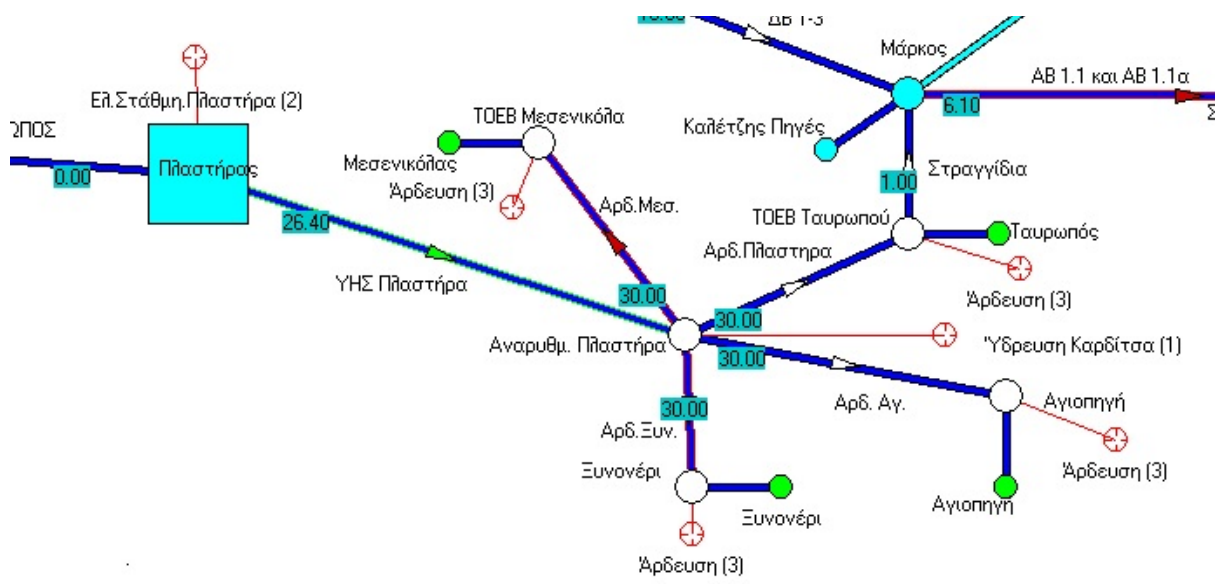 ΔΒ 1-3
Μάρκος
ΑΒ 1.1 και ΑΒ 1.1α
6.10
Ελ.Στάθμη.Πλαστήρα (2)
ΩΠΟΣ
Πλαστήρας
0.00
26.40
ΥΗΣ Πλαστήρα
ΤΟΕΒ Μεσενικόλα
Μεσενικόλας
Άρδευση (3)
Αρδ.Μεσ.
30.00
Καλέτζης Πηγές
Στραγγίδια
1.00
ΤΟΕΒ Ταυρωπού
Ταυρωπός
Αρδ.Πλαστηρα
Άρδευση (3)
30.00
Αναρυθμ. Πλαστήρα
Ύδρευση Καρδίτσα (1)
30.00
Αρδ. Αγ.
Αγιοπηγή
Άρδευση (3)
Αγιοπηγή
30.00
Αρδ.Ξυν.
Ξυνονέρι
Ξυνονέρι
Άρδευση (3)